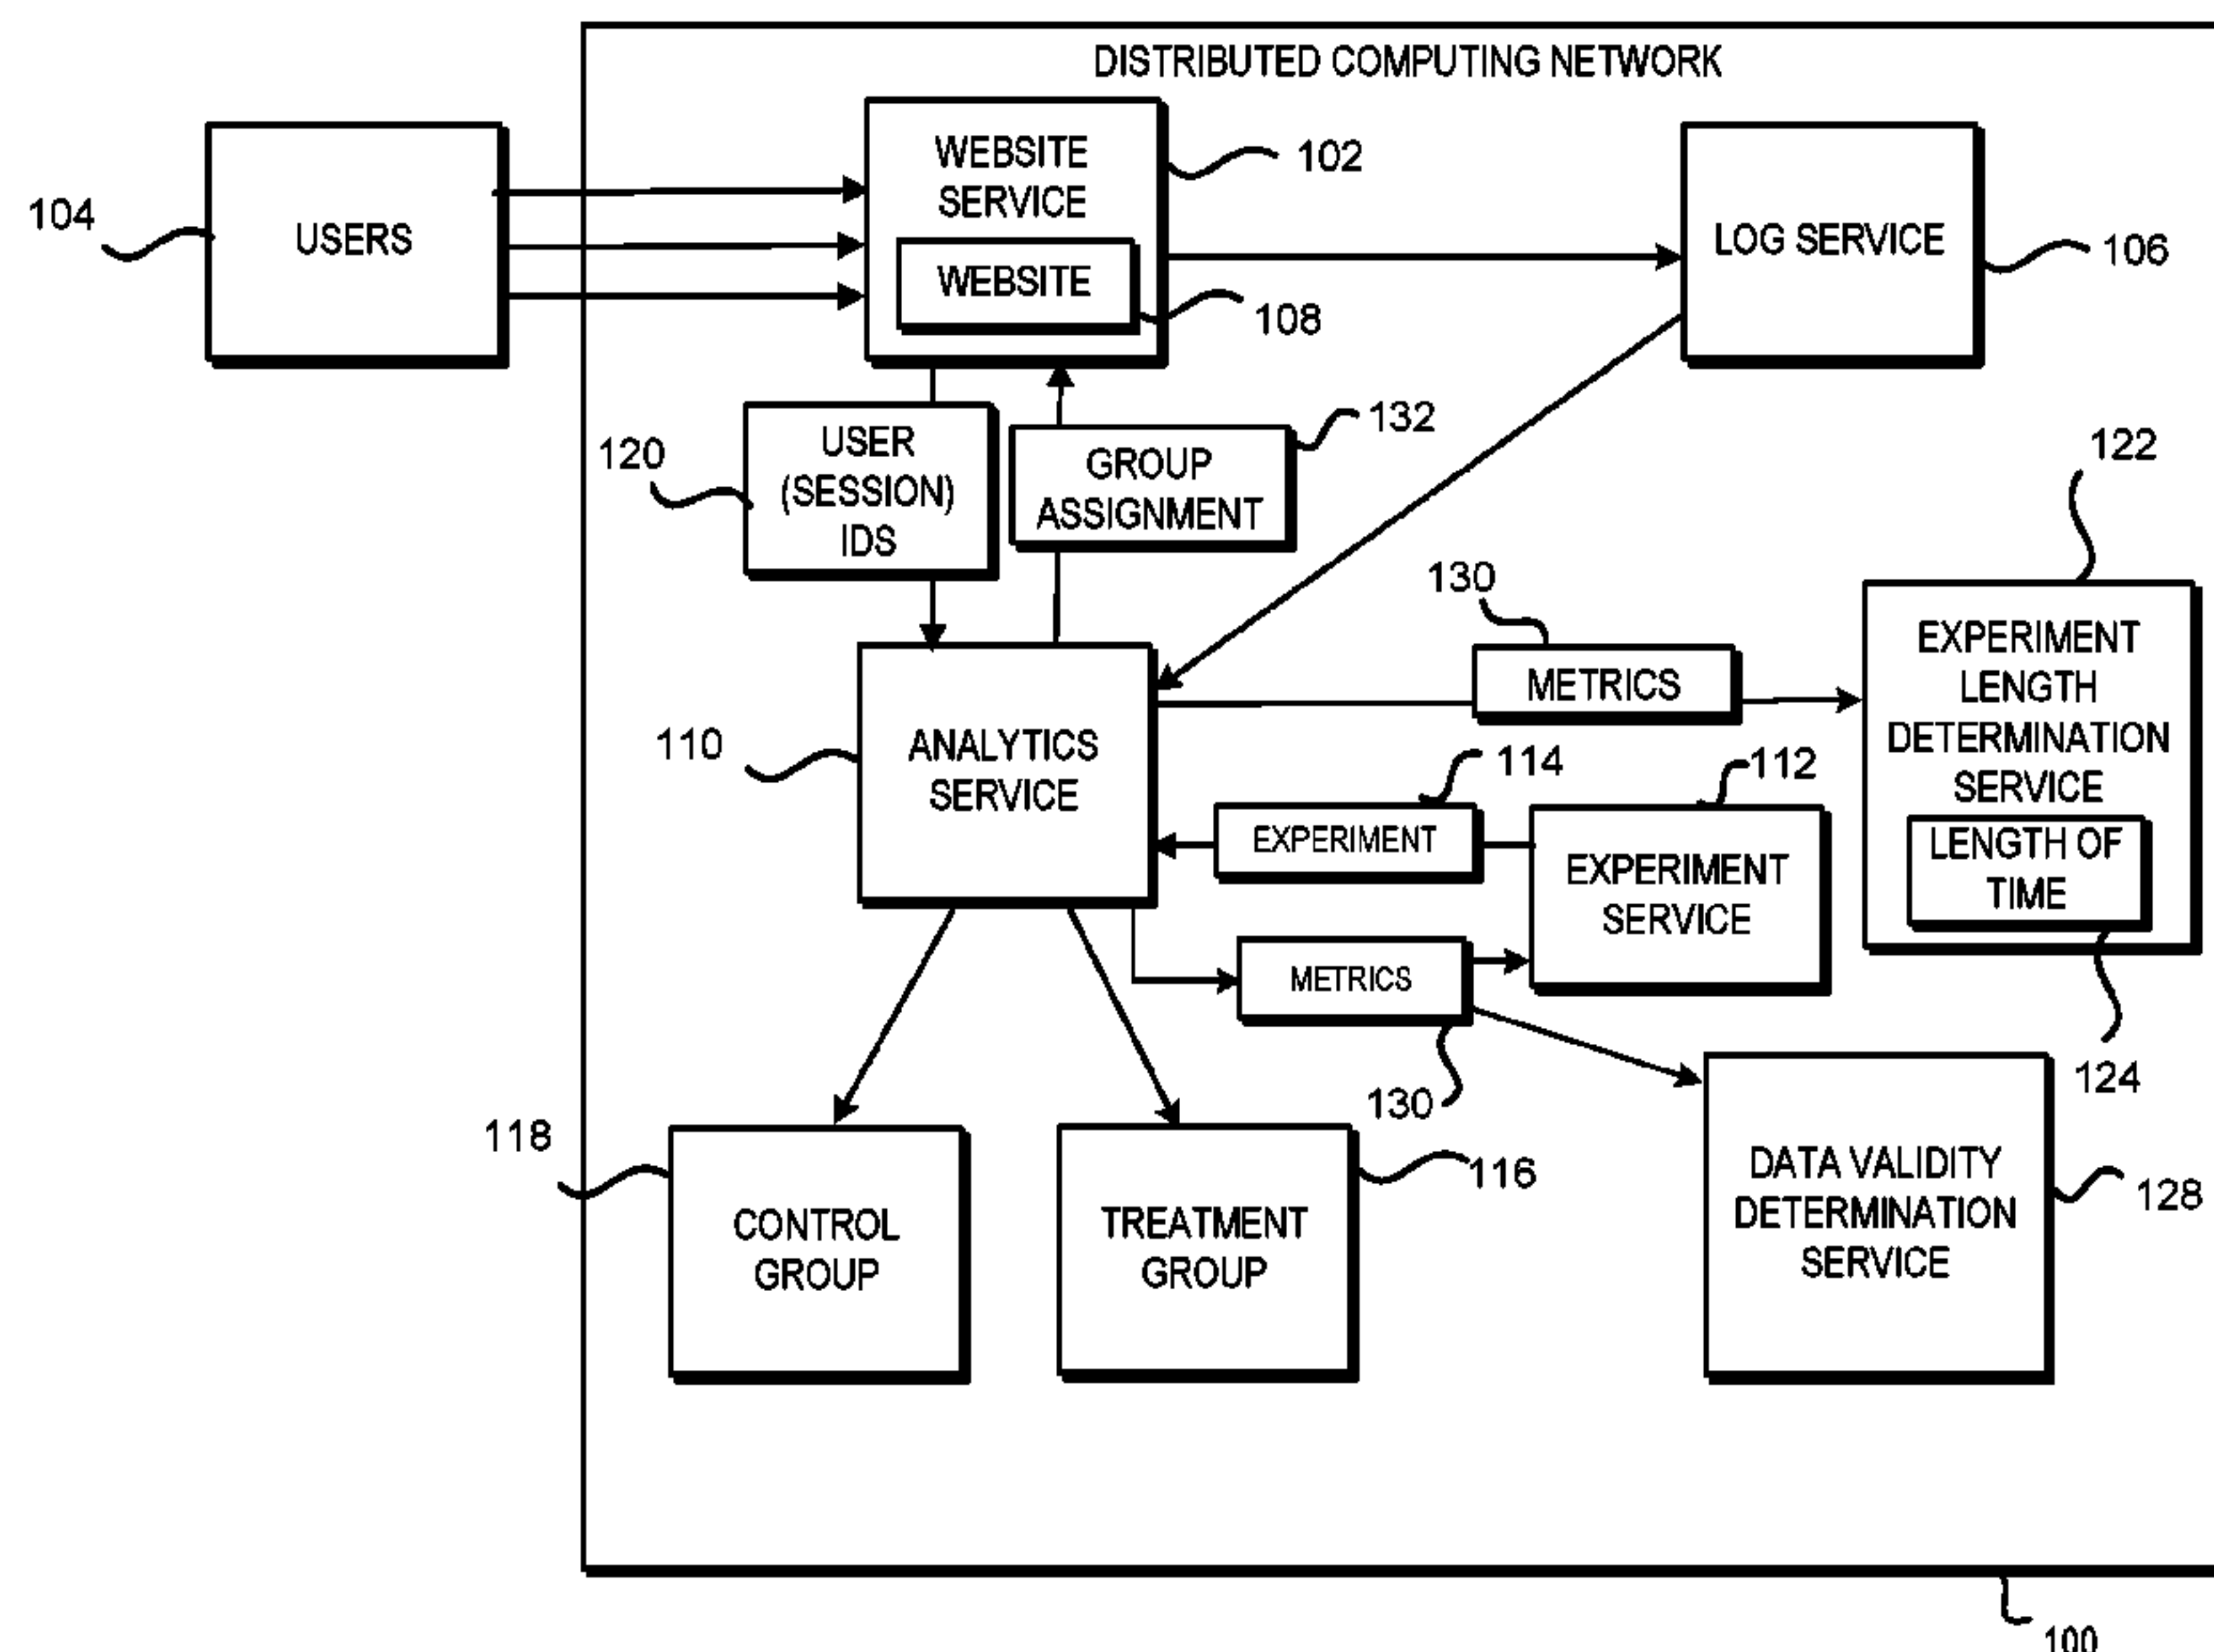 DISTRIBUTED COMPUTING NETWORK
104
USERS
WEBSITE
SERVICE
102
WEBSITE
108
LOG SERVICE
106
120
USER
(SESSION)
IDS
132
GROUP
ASSIGNMENT
122
130
METRICS
EXPERIMENT
LENGTH
DETERMINATION
SERVICE
LENGTH OF
TIME
124
110
ANALYTICS
SERVICE
114
EXPERIMENT
112
EXPERIMENT
SERVICE
METRICS
130
118
CONTROL
GROUP
116
TREATMENT
GROUP
DATA VALIDITY
DETERMINATION
SERVICE
128
100